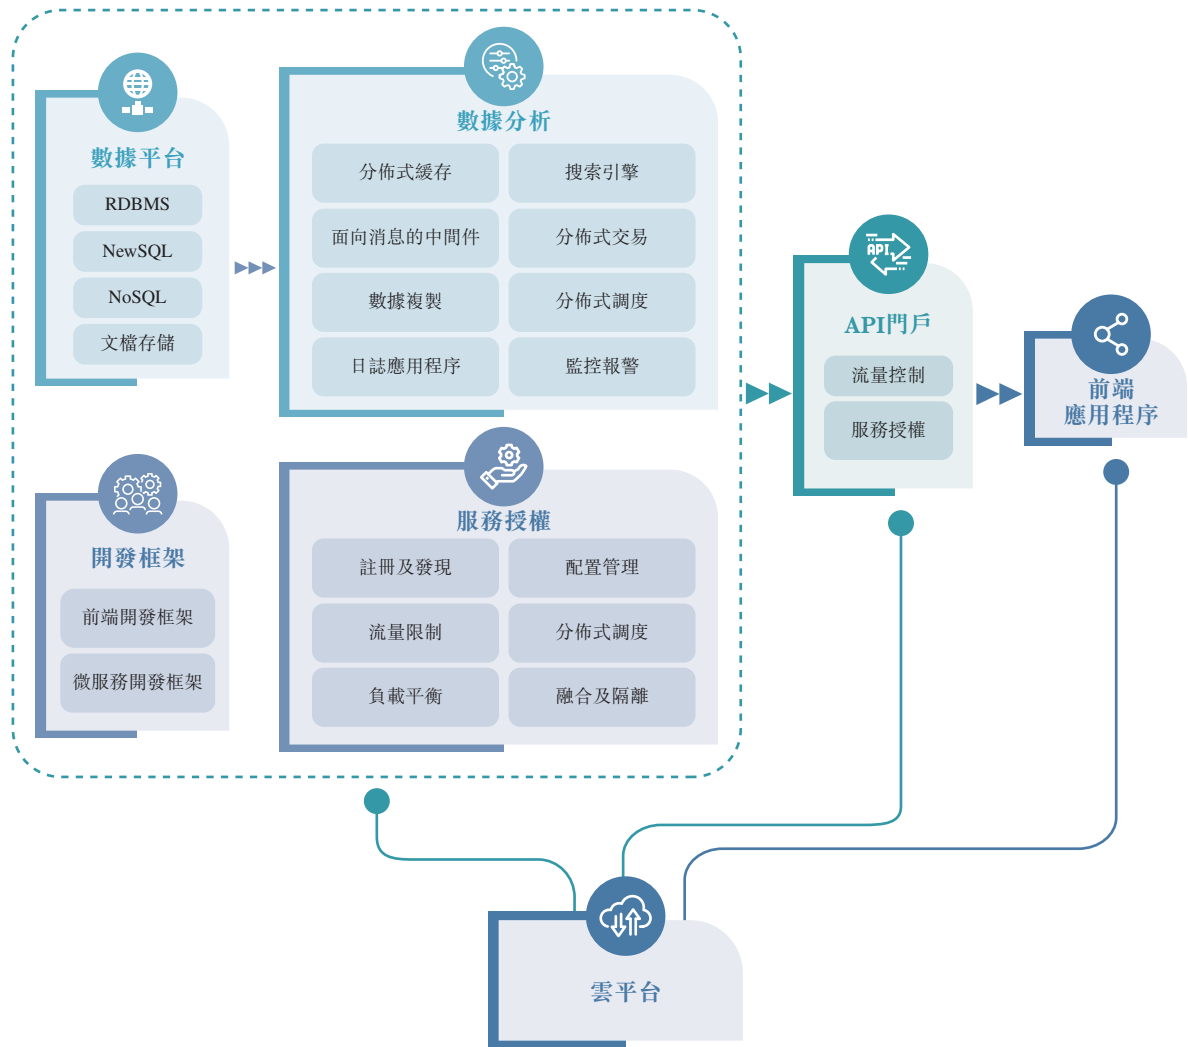 數據平台
RDBMS
NewSQL
NoSQL
文檔存儲
數據分析
分佈式緩存
搜索引擎
面向消息的中間件
分佈式交易
數據複製
分佈式調度
日誌應用程序
監控報警
開發框架
前端開發框架
微服務開發框架
服務授權
註冊及發現
配置管理
流量限制
分佈式調度
負載平衡
融合及隔離
API
API門戶
流量控制
服務授權
前端
應用程序
雲平台